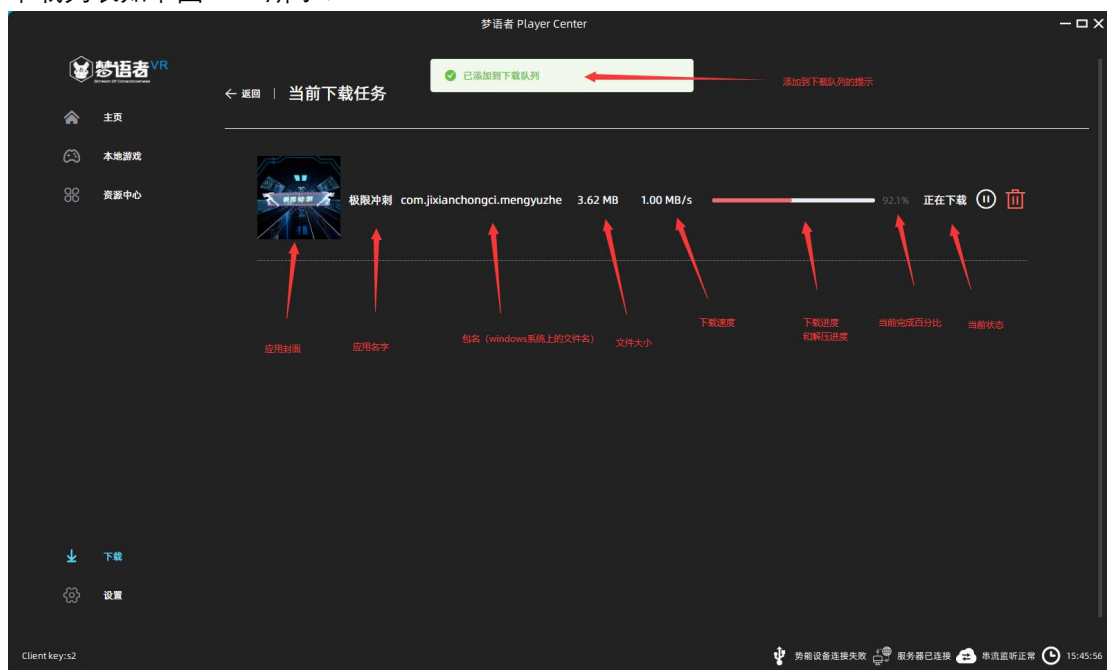 梦语者 Player Center
梦语者VR
Stream of Consciousness
已添加到下载队列
添加到下载队列的提示
← 返回 | 当前下载任务
主页
本地游戏
资源中心
极限冲刺
极限冲刺 com.jixianchongci.mengyuzhe 3.62 MB 1.00 MB/s 92.1% 正在下载
应用封面
应用名字
包名（windows系统上的文件名）
文件大小
下载速度
下载进度
和解压进度
当前完成百分比
当前状态
下载
设置
Client key:s2
势能设备连接失败 服务器已连接 串流监听正常 15:45:56